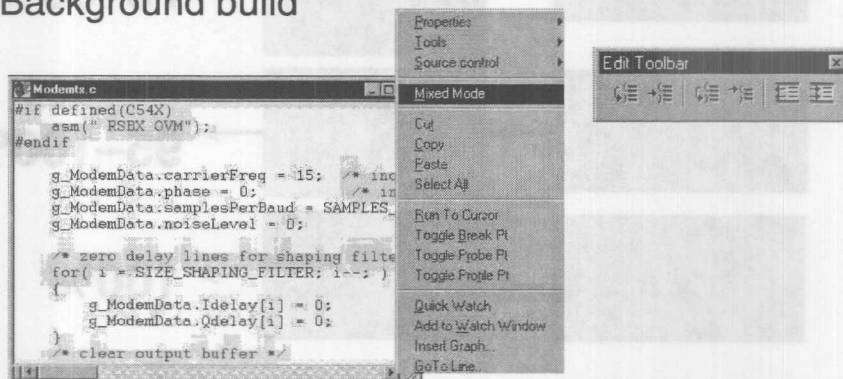 Background build
Modemtx.c
#if defined(C54X)
asm(" RSBX OVM");
#endif
g_ModemData.carrierFreq = 15; /* inc
g_ModemData.phase = 0; /* in
g_ModemData.samplesPerBaud = SAMPLES_
g_ModemData.noiseLevel = 0;
/* zero delay lines for shaping filte
for( i = SIZE_SHAPING_FILTER; i--; )
{
g_ModemData.Idelay[i] = 0;
g_ModemData.Qdelay[i] = 0;
}
/* clear output buffer */
Properties
Tools
Source control
Mixed Mode
Cut
Copy
Paste
Select All
Run To Cursor
Toggle Break Pt
Toggle Probe Pt
Toggle Profile Pt
Quick Watch
Add to Watch Window
Insert Graph...
GoTo Line...
Edit Toolbar